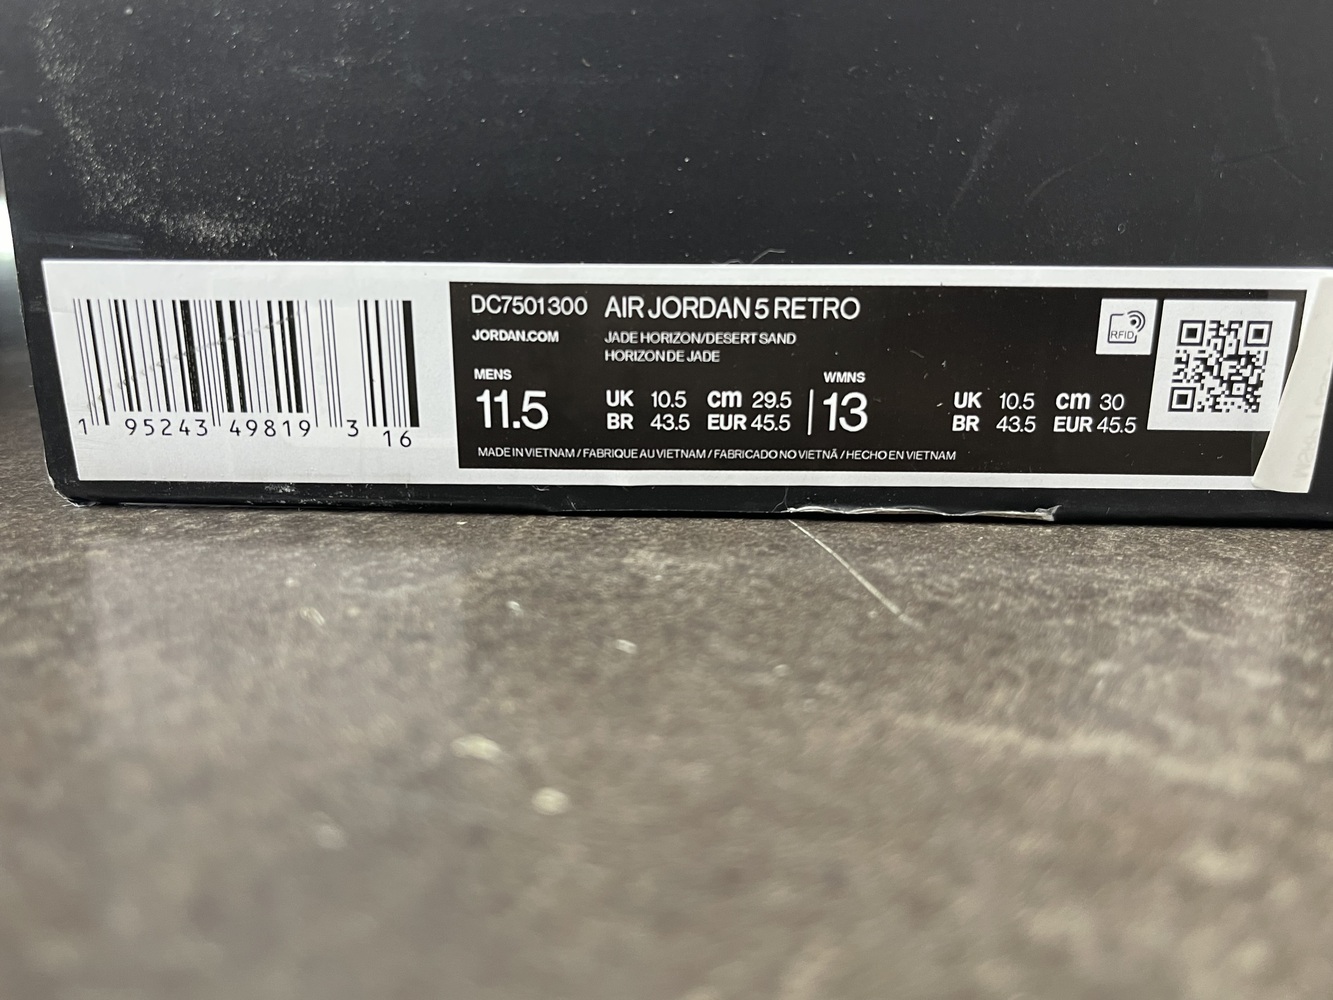 DC7501 300 AIR JORDAN 5 RETRO
JORDAN.COM JADE HORIZON/DESERT SAND
HORIZON DE JADE
RFID
MENS WMNS
11.5 UK 10.5 cm 29.5 13 UK 10.5 cm 30
BR 43.5 EUR 45.5 BR 43.5 EUR 45.5
MADE IN VIETNAM / FABRIQUE AU VIETNAM / FABRICADO NO VIETNÃ / HECHO EN VIETNAM
1 95243 49819 3 16